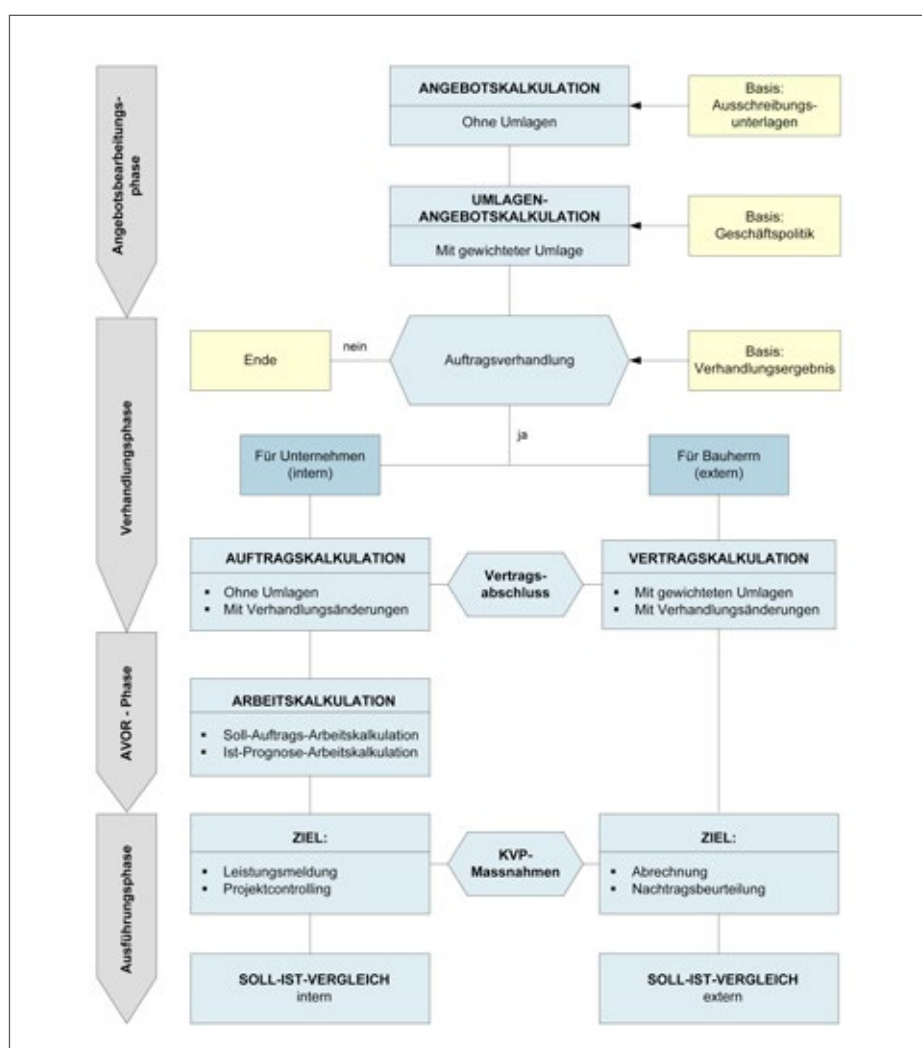 Angebotsbearbeitungs-
phase
ANGEBOTSKALKULATION
Ohne Umlagen
Basis:
Ausschreibungs-
unterlagen
UMLAGEN-
ANGEBOTSKALKULATION
Mit gewichteter Umlage
Basis:
Geschäftspolitik
Verhandlungsphase
Ende
nein
Auftragsverhandlung
Basis:
Verhandlungsergebnis
ja
Für Unternehmen
(intern)
Für Bauherrn
(extern)
AUFTRAGSKALKULATION
▪ Ohne Umlagen
▪ Mit Verhandlungsänderungen
Vertrags-
abschluss
VERTRAGSKALKULATION
▪ Mit gewichteten Umlagen
▪ Mit Verhandlungsänderungen
AVOR - Phase
ARBEITSKALKULATION
▪ Soll-Auftrags-Arbeitskalkulation
▪ Ist-Prognose-Arbeitskalkulation
Ausführungsphase
ZIEL:
▪ Leistungsmeldung
▪ Projektcontrolling
KVP-
Massnahmen
ZIEL:
▪ Abrechnung
▪ Nachtragsbeurteilung
SOLL-IST-VERGLEICH
intern
SOLL-IST-VERGLEICH
extern